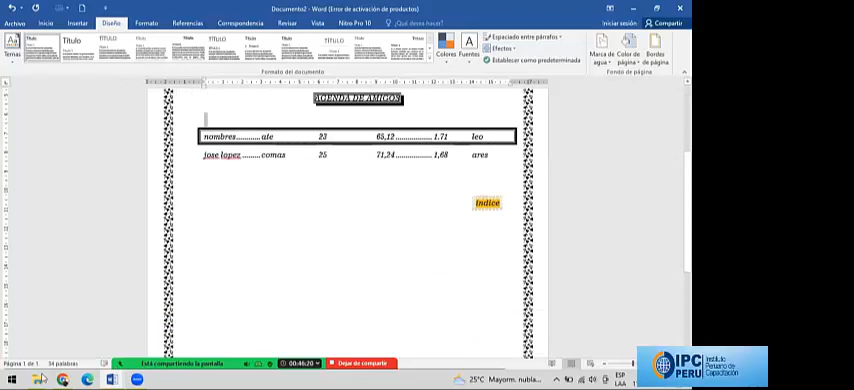 Documento2 - Word (Error de activación de productos)
Iniciar sesión Compartir
Archivo Inicio Insertar Diseño Formato Referencias Correspondencia Revisar Vista Nitro Pro 10 ¿Qué desea hacer?
Temas
Título TÍTULO
Colores Fuentes
Espaciado entre párrafos
Efectos
Establecer como predeterminada
Marca de agua Color de página Bordes de página
Formato del documento Fondo de página
AGENDA DE AMIGOS
nombres............ate 23 65,12.................. 1.71 leo
jose lopez .........comas 25 71,24.................. 1,68 ares
indice
Página 1 de 1 54 palabras
Está compartiendo la pantalla 00:46:20 Dejar de compartir
25°C Mayorm. nubla... ESP
LAA
IPC PERU Instituto Peruano de Capacitación